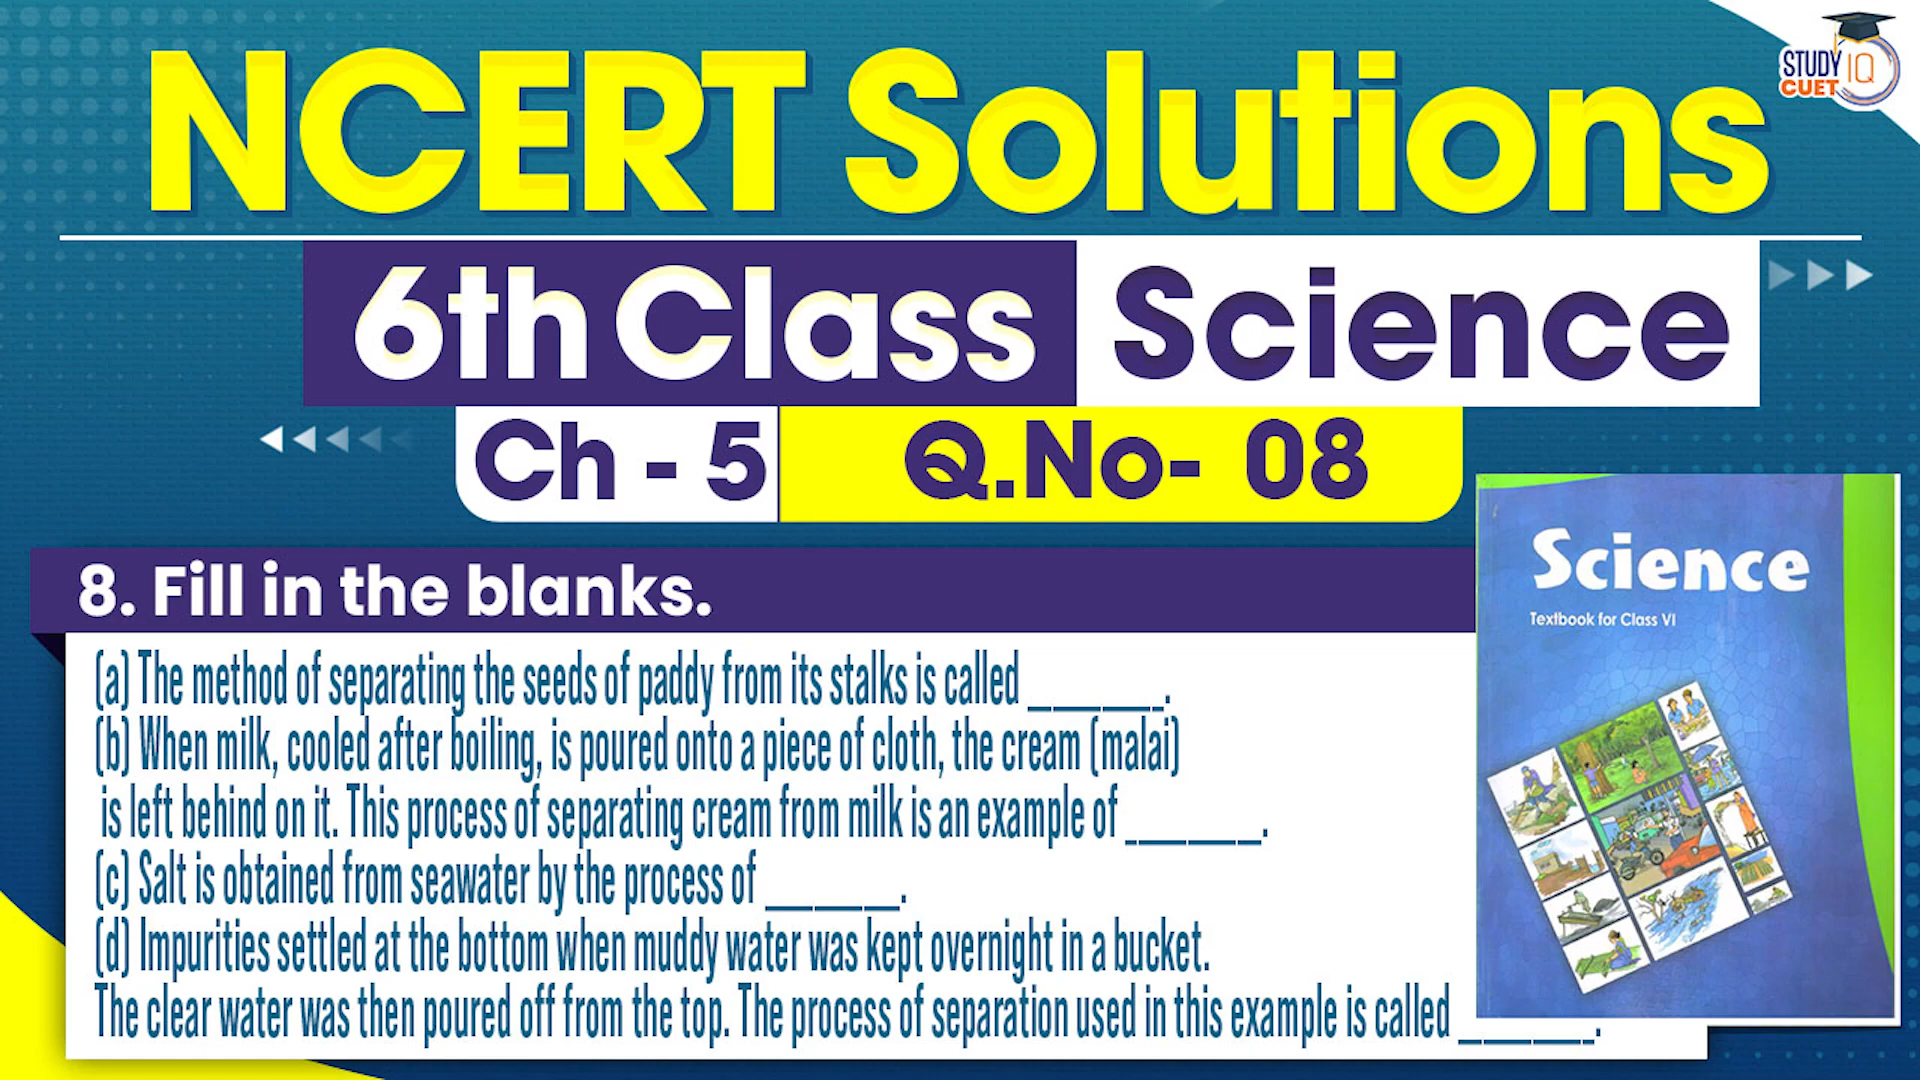 NCERT Solutions
STUDY IQ
CUET
6th Class Science
Ch - 5 Q.No- 08
8. Fill in the blanks.
(a) The method of separating the seeds of paddy from its stalks is called ______.
(b) When milk, cooled after boiling, is poured onto a piece of cloth, the cream (malai)
is left behind on it. This process of separating cream from milk is an example of ______.
(c) Salt is obtained from seawater by the process of ______.
(d) Impurities settled at the bottom when muddy water was kept overnight in a bucket.
The clear water was then poured off from the top. The process of separation used in this example is called ______.
Science
Textbook for Class VI